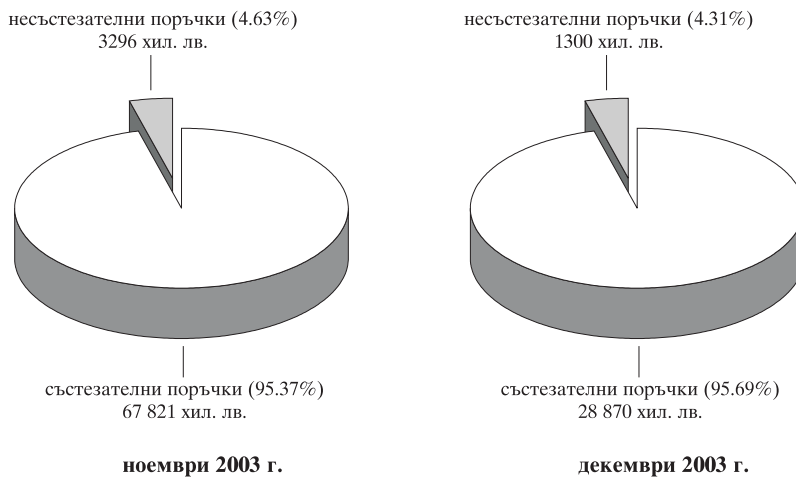 несъстезателни поръчки (4.63%)
3296 хил. лв.
състезателни поръчки (95.37%)
67 821 хил. лв.
ноември 2003 г.
несъстезателни поръчки (4.31%)
1300 хил. лв.
състезателни поръчки (95.69%)
28 870 хил. лв.
декември 2003 г.